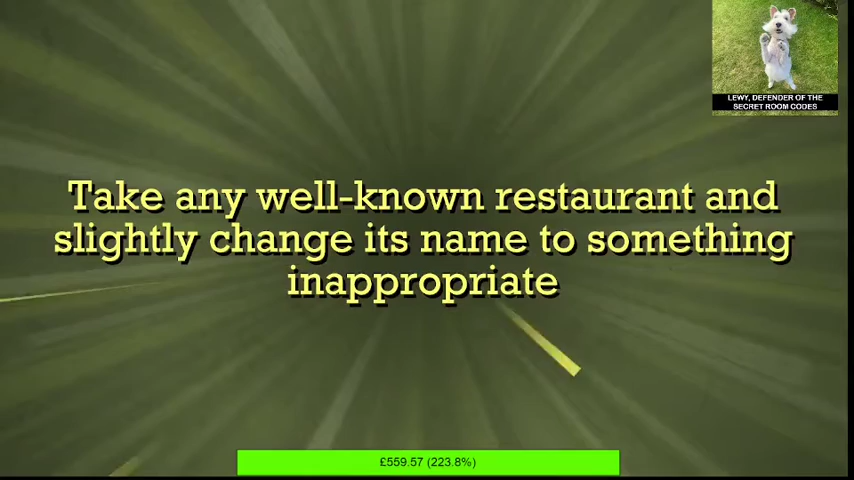 LEWY, DEFENDER OF THE
SECRET ROOM CODES
Take any well-known restaurant and
slightly change its name to something
inappropriate
£559.57 (223.8%)